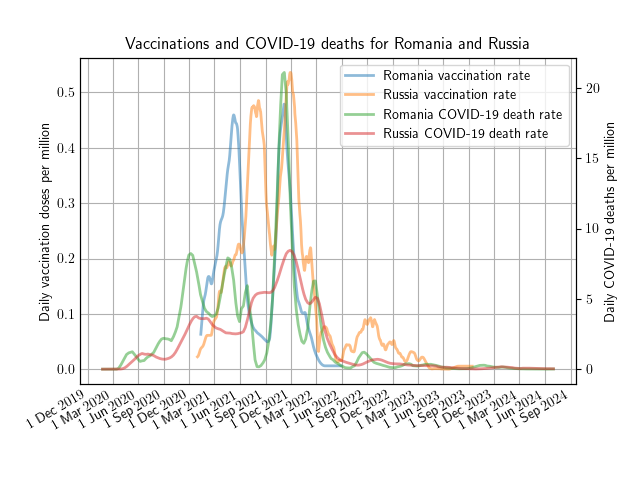 Vaccinations and COVID-19 deaths for Romania and Russia
Romania vaccination rate
Russia vaccination rate
Romania COVID-19 death rate
Russia COVID-19 death rate
Daily vaccination doses per million
0.5
0.4
0.3
0.2
0.1
0.0
20
15
10
5
0
Daily COVID-19 deaths per million
1 Dec 2019
1 Mar 2020
1 Jun 2020
1 Sep 2020
1 Dec 2020
1 Mar 2021
1 Jun 2021
1 Sep 2021
1 Dec 2021
1 Mar 2022
1 Jun 2022
1 Sep 2022
1 Dec 2022
1 Mar 2023
1 Jun 2023
1 Sep 2023
1 Dec 2023
1 Mar 2024
1 Jun 2024
1 Sep 2024